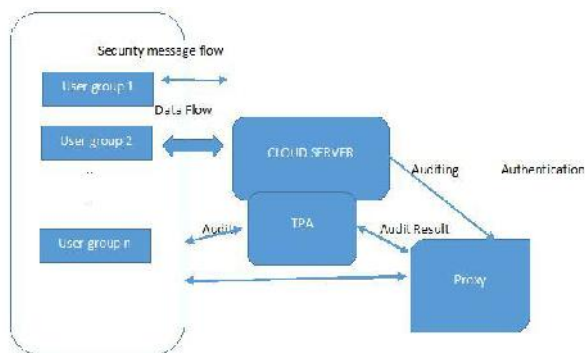 Security message flow
User group 1
Data Flow
User group 2
CLOUD SERVER
Auditing
Authentication
Audit
TPA
Audit Result
User group n
Proxy